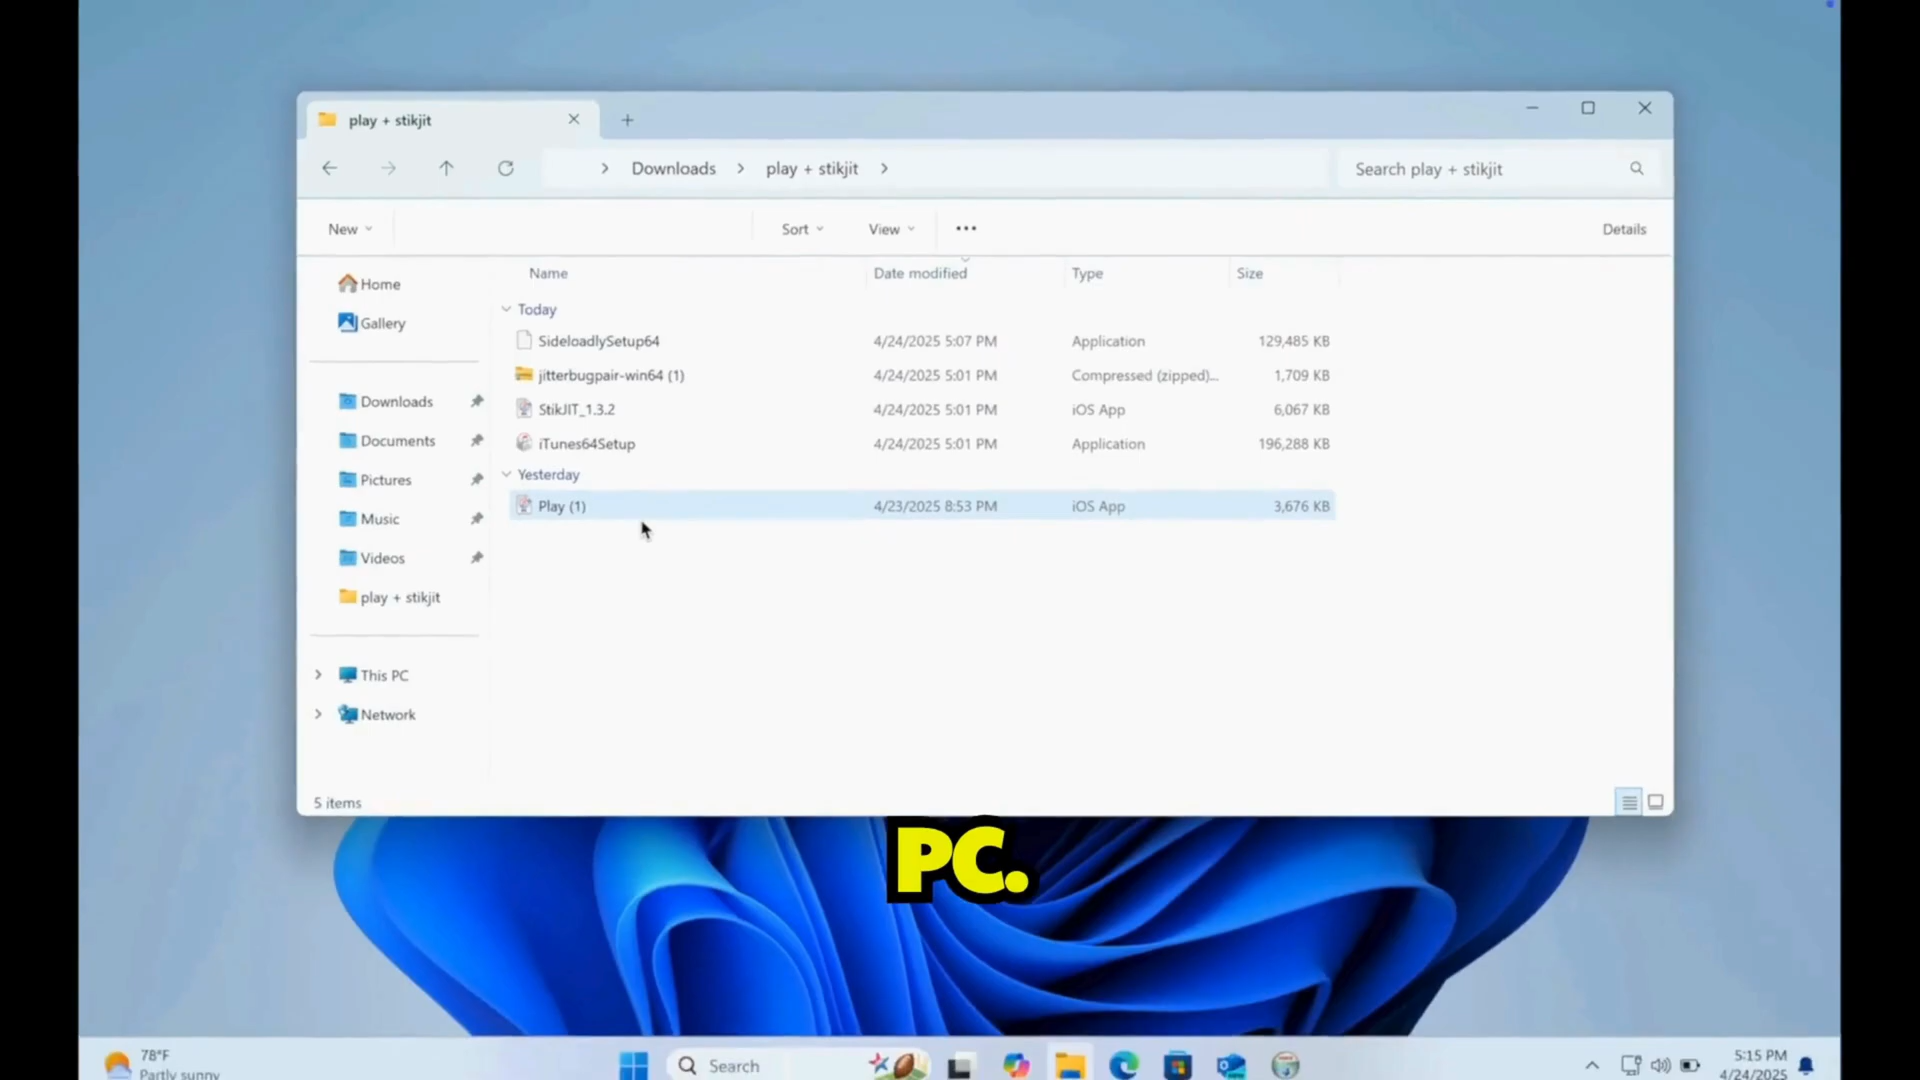 play + stikjit
Downloads
play + stikjit
Search play + stikjit
New
Sort
View
Details
Name
Date modified
Type
Size
Home
Gallery
Downloads
Documents
Pictures
Music
Videos
play + stikjit
This PC
Network
Today
SideloadlySetup64 4/24/2025 5:07 PM Application 129,485 KB
jitterbugpair-win64 (1) 4/24/2025 5:01 PM Compressed (zipped)... 1,709 KB
StikJIT_1.3.2 4/24/2025 5:01 PM iOS App 6,067 KB
iTunes64Setup 4/24/2025 5:01 PM Application 196,288 KB
Yesterday
Play (1) 4/23/2025 8:53 PM iOS App 3,676 KB
5 items
PC.
78°F
Partly sunny
Search
5:15 PM
4/24/2025